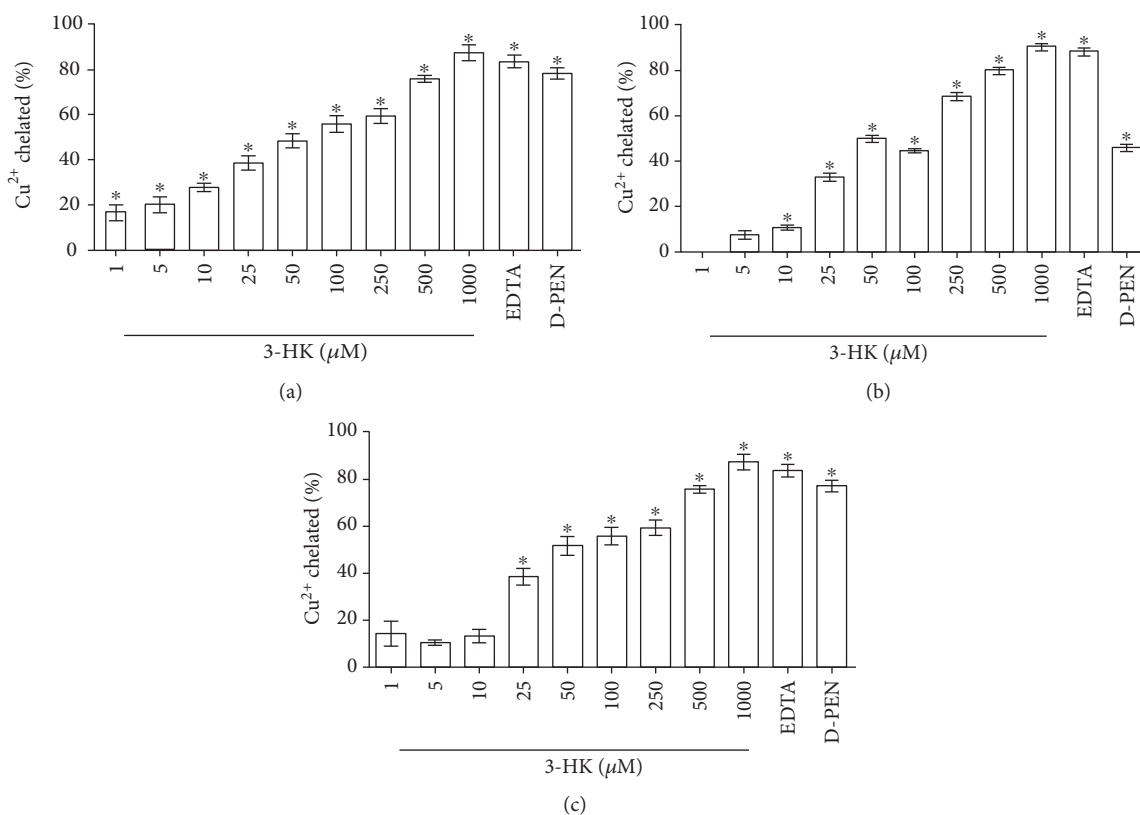 100
80
60
40
20
0
Cu²⁺ chelated (%)
* * * * * * * * * * *
1 5 10 25 50 100 250 500 1000 EDTA D-PEN
3-HK (μM)
(a)
100
80
60
40
20
0
Cu²⁺ chelated (%)
* * * * * * * * *
1 5 10 25 50 100 250 500 1000 EDTA D-PEN
3-HK (μM)
(b)
100
80
60
40
20
0
Cu²⁺ chelated (%)
* * * * * * * *
1 5 10 25 50 100 250 500 1000 EDTA D-PEN
3-HK (μM)
(c)